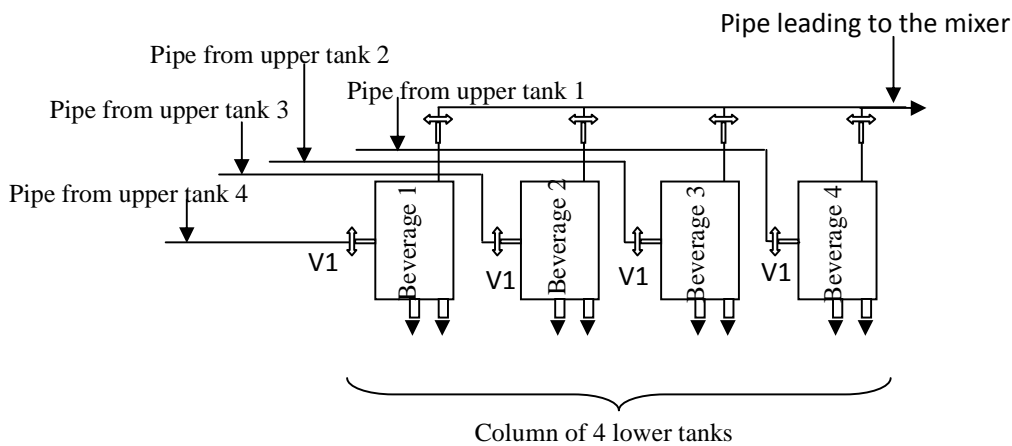 Pipe leading to the mixer
Pipe from upper tank 2
Pipe from upper tank 1
Pipe from upper tank 3
Pipe from upper tank 4
Beverage 1
Beverage 2
Beverage 3
Beverage 4
V1
V1
V1
V1
Column of 4 lower tanks